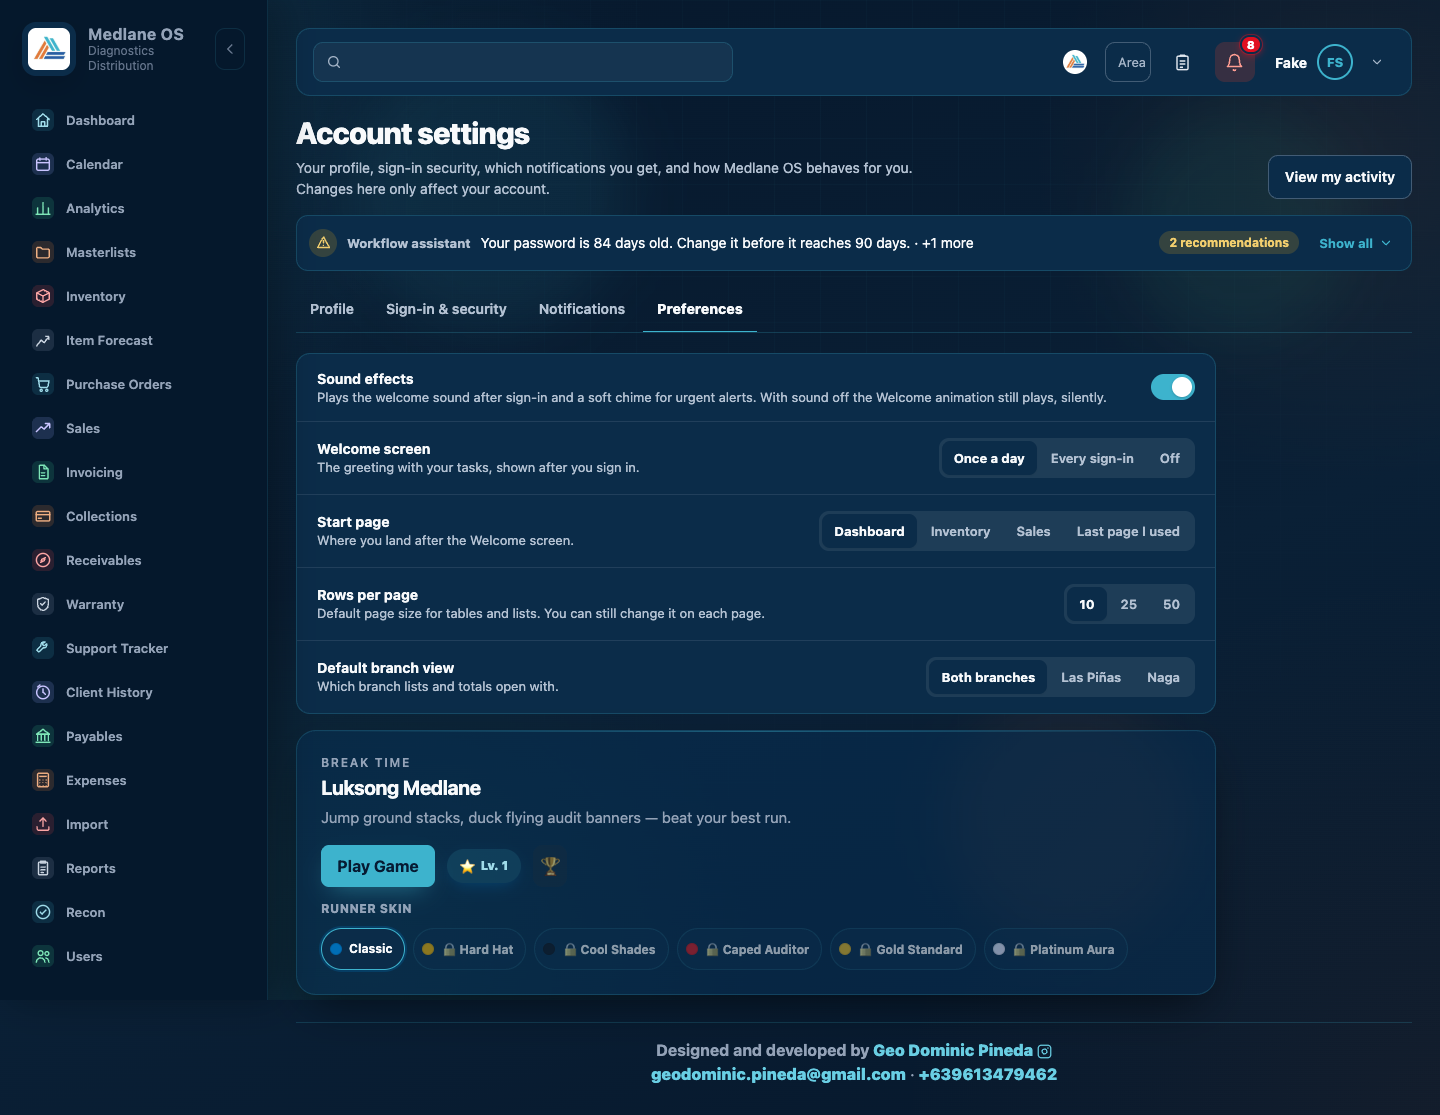 Medlane OS
Diagnostics
Distribution
Dashboard
Calendar
Analytics
Masterlists
Inventory
Item Forecast
Purchase Orders
Sales
Invoicing
Collections
Receivables
Warranty
Support Tracker
Client History
Payables
Expenses
Import
Reports
Recon
Users
Area
8
Fake
FS
Account settings
Your profile, sign-in security, which notifications you get, and how Medlane OS behaves for you.
Changes here only affect your account.
View my activity
Workflow assistant Your password is 84 days old. Change it before it reaches 90 days. · +1 more
2 recommendations
Show all
Profile Sign-in & security Notifications Preferences
Sound effects
Plays the welcome sound after sign-in and a soft chime for urgent alerts. With sound off the Welcome animation still plays, silently.
Welcome screen
The greeting with your tasks, shown after you sign in.
Once a day Every sign-in Off
Start page
Where you land after the Welcome screen.
Dashboard Inventory Sales Last page I used
Rows per page
Default page size for tables and lists. You can still change it on each page.
10 25 50
Default branch view
Which branch lists and totals open with.
Both branches Las Piñas Naga
BREAK TIME
Luksong Medlane
Jump ground stacks, duck flying audit banners — beat your best run.
Play Game
Lv. 1
RUNNER SKIN
Classic Hard Hat Cool Shades Caped Auditor Gold Standard Platinum Aura
Designed and developed by Geo Dominic Pineda
geodominic.pineda@gmail.com · +639613479462